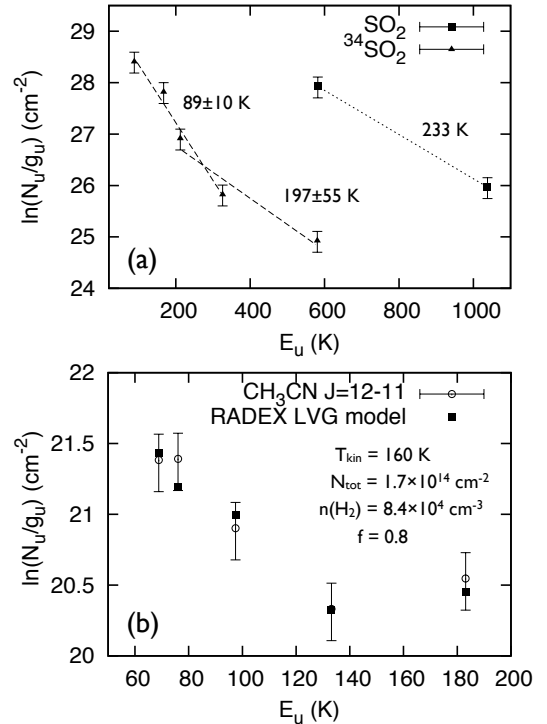 29
28
27
26
25
24
ln(Nu/gu) (cm-2)
SO2
34SO2
89±10 K
233 K
197±55 K
(a)
200 400 600 800 1000
Eu (K)
22
21.5
21
20.5
20
ln(Nu/gu) (cm-2)
CH3CN J=12-11
RADEX LVG model
Tkin = 160 K
Ntot = 1.7×10^14 cm-2
n(H2) = 8.4×10^4 cm-3
f = 0.8
(b)
60 80 100 120 140 160 180 200
Eu (K)